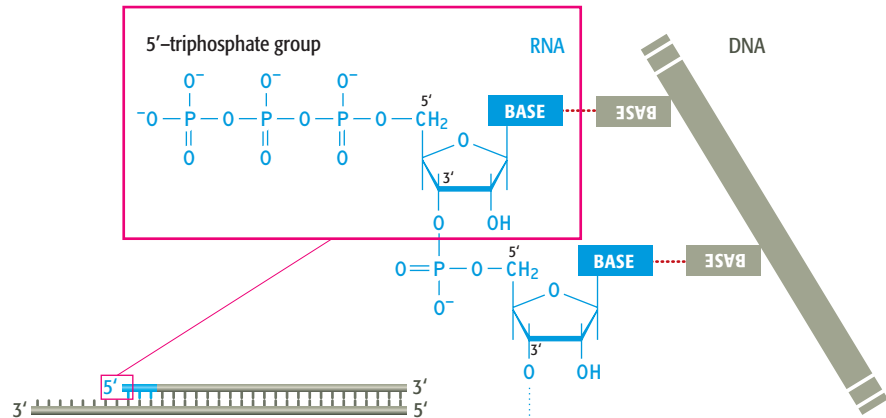 5′–triphosphate group
RNA
DNA
O⁻ O⁻ O⁻
5′
BASE BASE
⁻O—P—O—P—O—P—O—CH₂
O
O O O
3′
O OH
5′
BASE BASE
O=P—O—CH₂
O
O⁻
3′
O OH
5′ 3′
3′ 5′